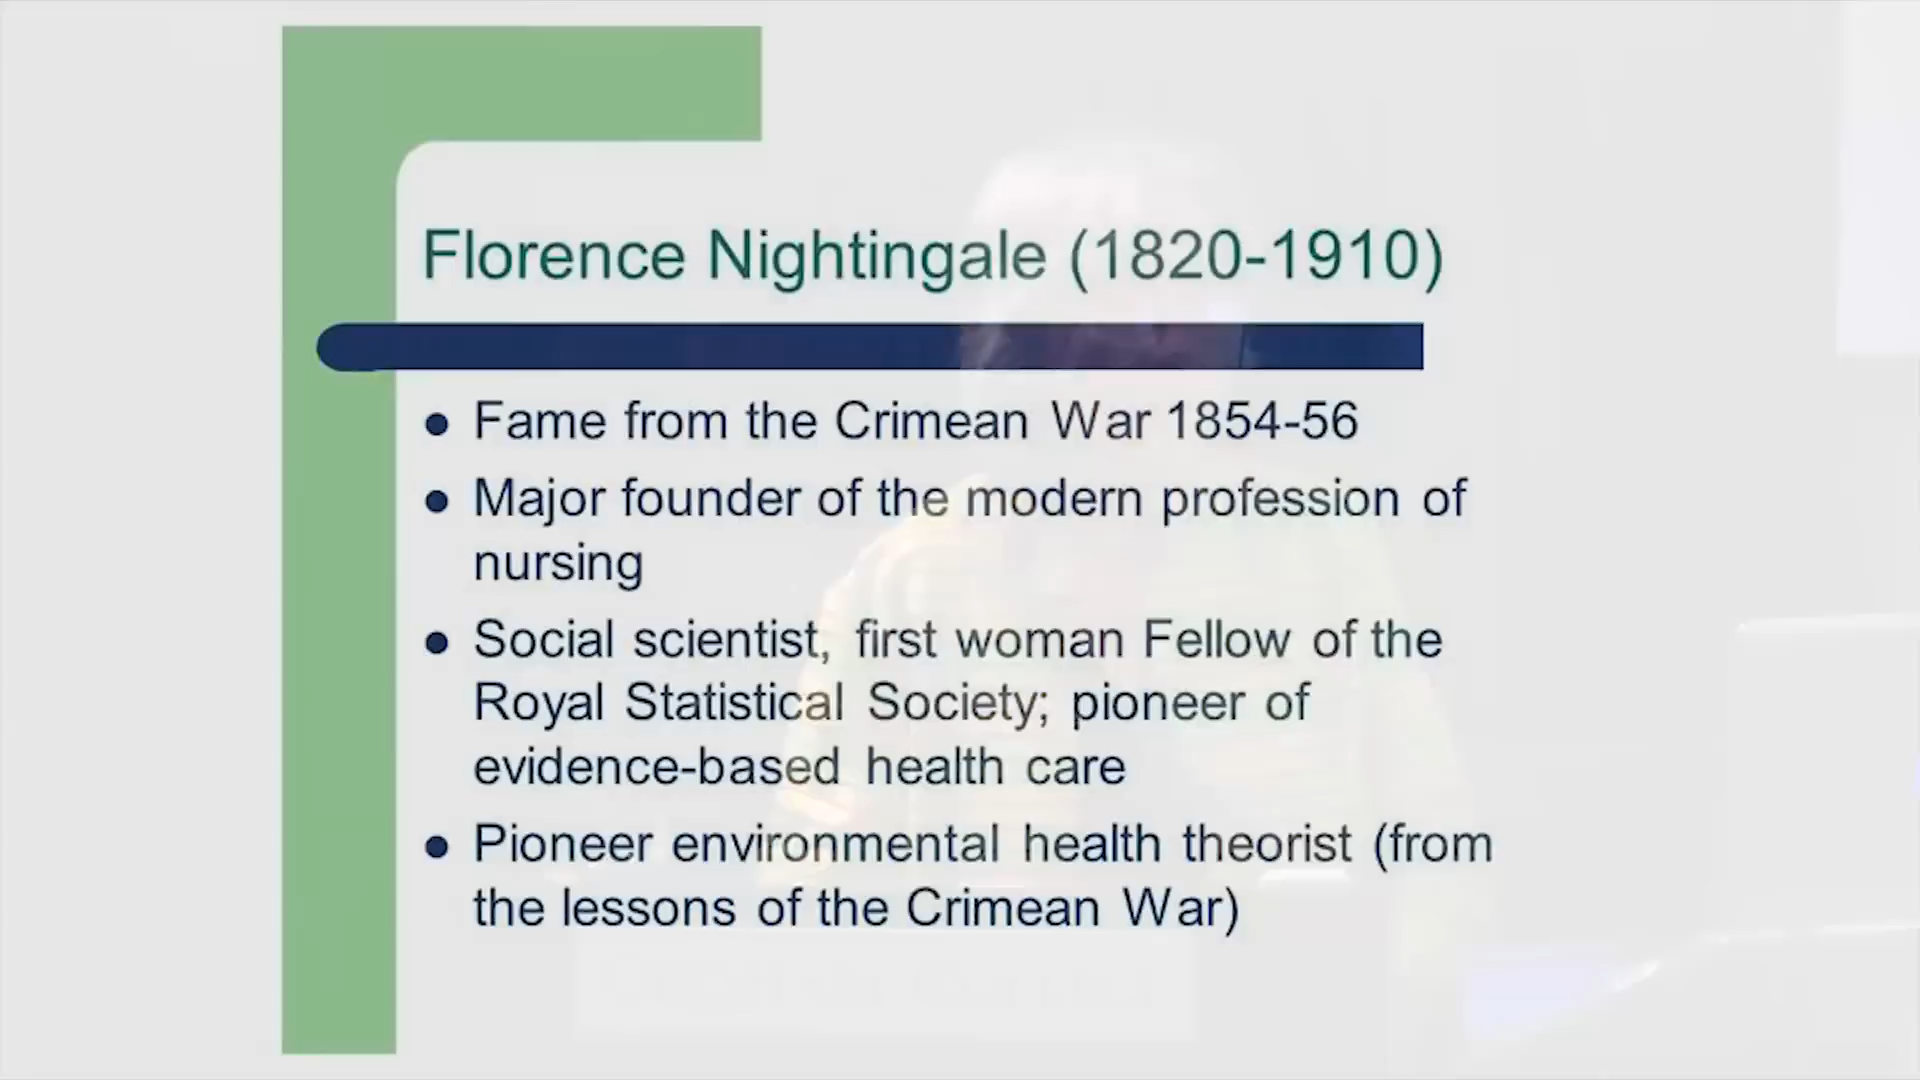 Florence Nightingale (1820-1910)
● Fame from the Crimean War 1854-56
● Major founder of the modern profession of
nursing
● Social scientist, first woman Fellow of the
Royal Statistical Society; pioneer of
evidence-based health care
● Pioneer environmental health theorist (from
the lessons of the Crimean War)